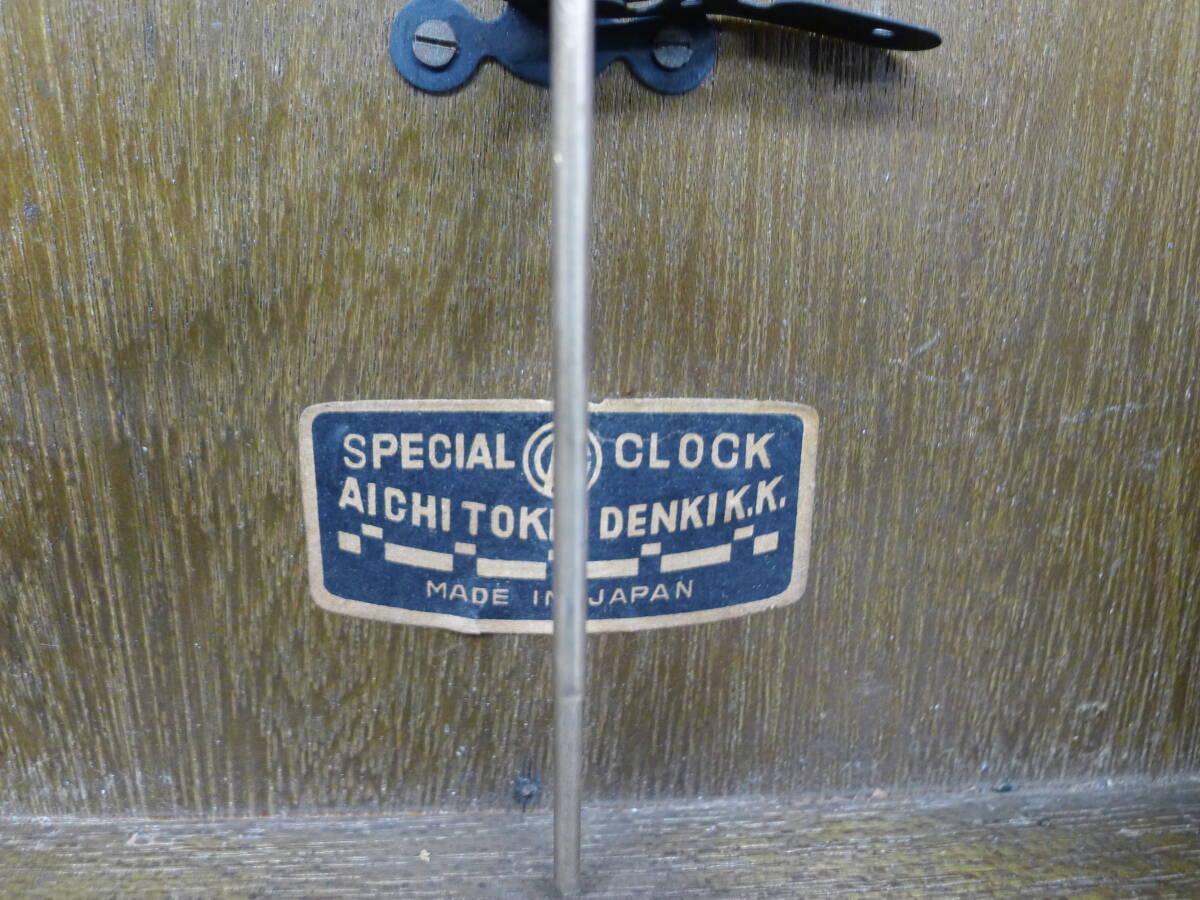 SPECIAL CLOCK
AICHI TOKEI DENKI K.K.
MADE IN JAPAN